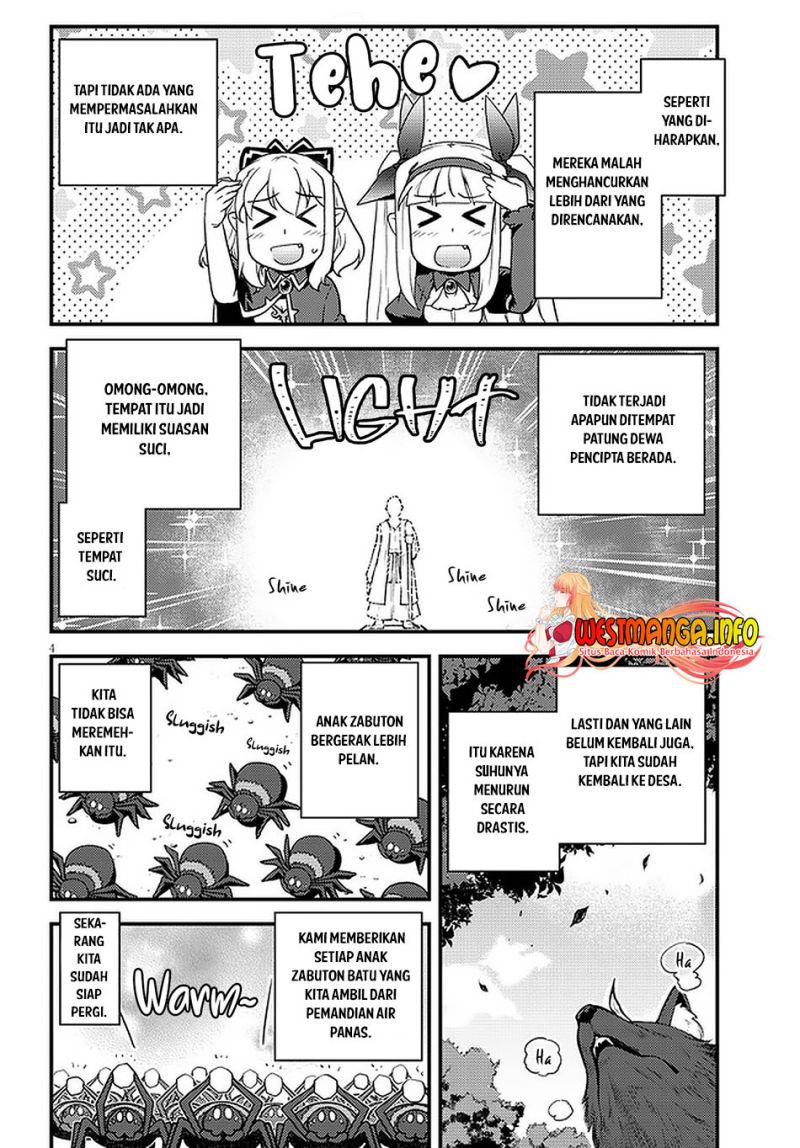 Tehe
SEPERTI
YANG DI-
HARAPKAN,
MEREKA MALAH
MENGHANCURKAN
LEBIH DARI YANG
DIRENCANAKAN.
TAPI TIDAK ADA YANG
MEMPERMASALAHKAN
ITU JADI TAK APA.
LIGHT
TIDAK TERJADI
APAPUN DITEMPAT
PATUNG DEWA
PENCIPTA BERADA.
OMONG-OMONG,
TEMPAT ITU JADI
MEMILIKI SUASAN
SUCI,
SEPERTI
TEMPAT
SUCI.
Shine
Shine
Shine
WESTMANGA.INFO
Situs Baca Komik Berbahasa Indonesia
4
LASTI DAN YANG LAIN
BELUM KEMBALI JUGA,
TAPI KITA SUDAH
KEMBALI KE DESA.
ITU KARENA
SUHUNYA
MENURUN
SECARA
DRASTIS.
Ha
Ha
ANAK ZABUTON
BERGERAK LEBIH
PELAN.
KITA
TIDAK BISA
MEREMEH-
KAN ITU.
Sluggish
Sluggish
Sluggish
KAMI MEMBERIKAN
SETIAP ANAK
ZABUTON BATU YANG
KITA AMBIL DARI
PEMANDIAN AIR
PANAS.
Warm~
SEKA-
RANG
KITA
SUDAH
SIAP
PERGI.